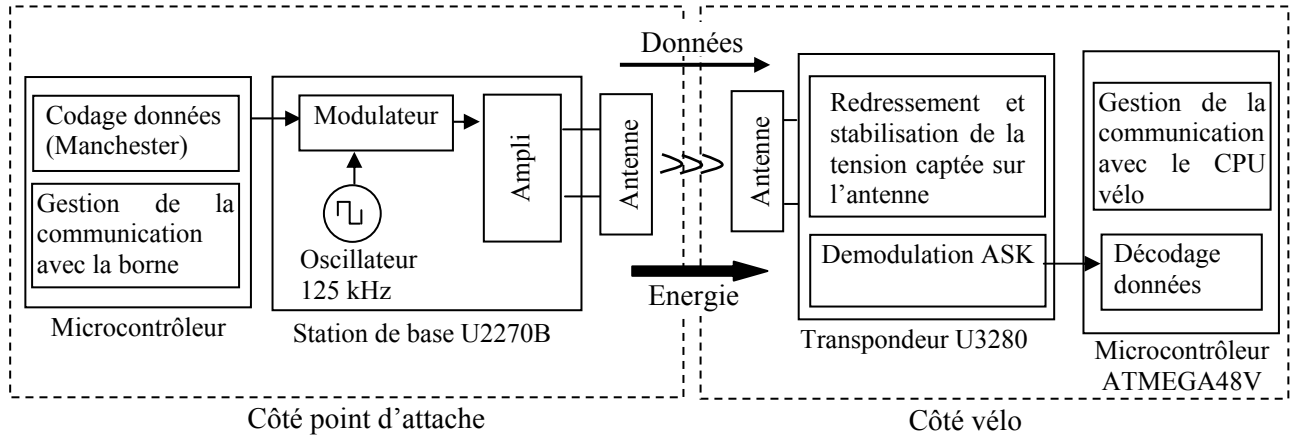 Données
Codage données
(Manchester)
Gestion de la
communication
avec la borne
Microcontrôleur
Modulateur
Oscillateur
125 kHz
Ampli
Station de base U2270B
Antenne
Energie
Côté point d'attache
Antenne
Redressement et
stabilisation de la
tension captée sur
l'antenne
Demodulation ASK
Transpondeur U3280
Gestion de la
communication
avec le CPU
vélo
Décodage
données
Microcontrôleur
ATMEGA48V
Côté vélo